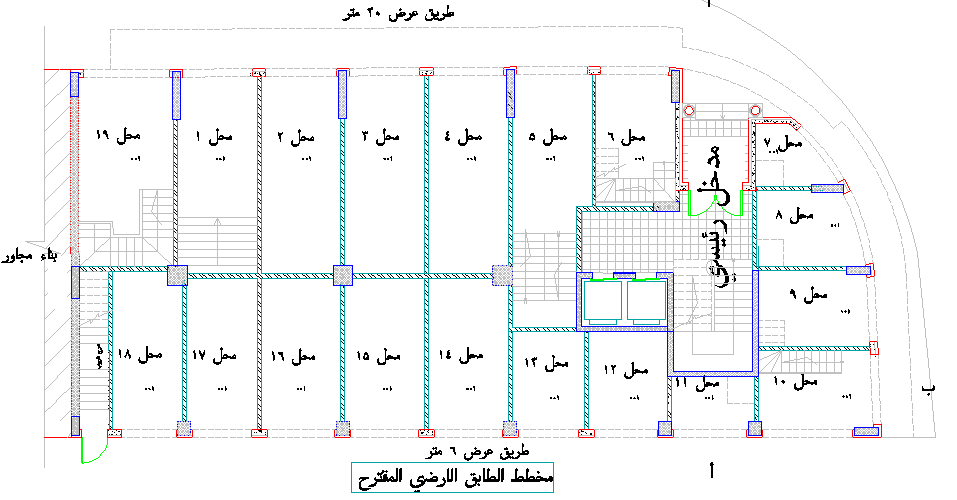 طريق عرض ٢٠ متر
أ
محل ١٩
محل ١
محل ٢
محل ٣
محل ٤
محل ٥
محل ٦
محل ٧
محل ٨
محل ٩
محل ١٠
مدخل رئيسي
بناء مجاور
محل ١٨
محل ١٧
محل ١٦
محل ١٥
محل ١٤
محل ١٣
محل ١٢
محل ١١
ب
طريق عرض ٦ متر
أ
مخطط الطابق الارضي المقترح